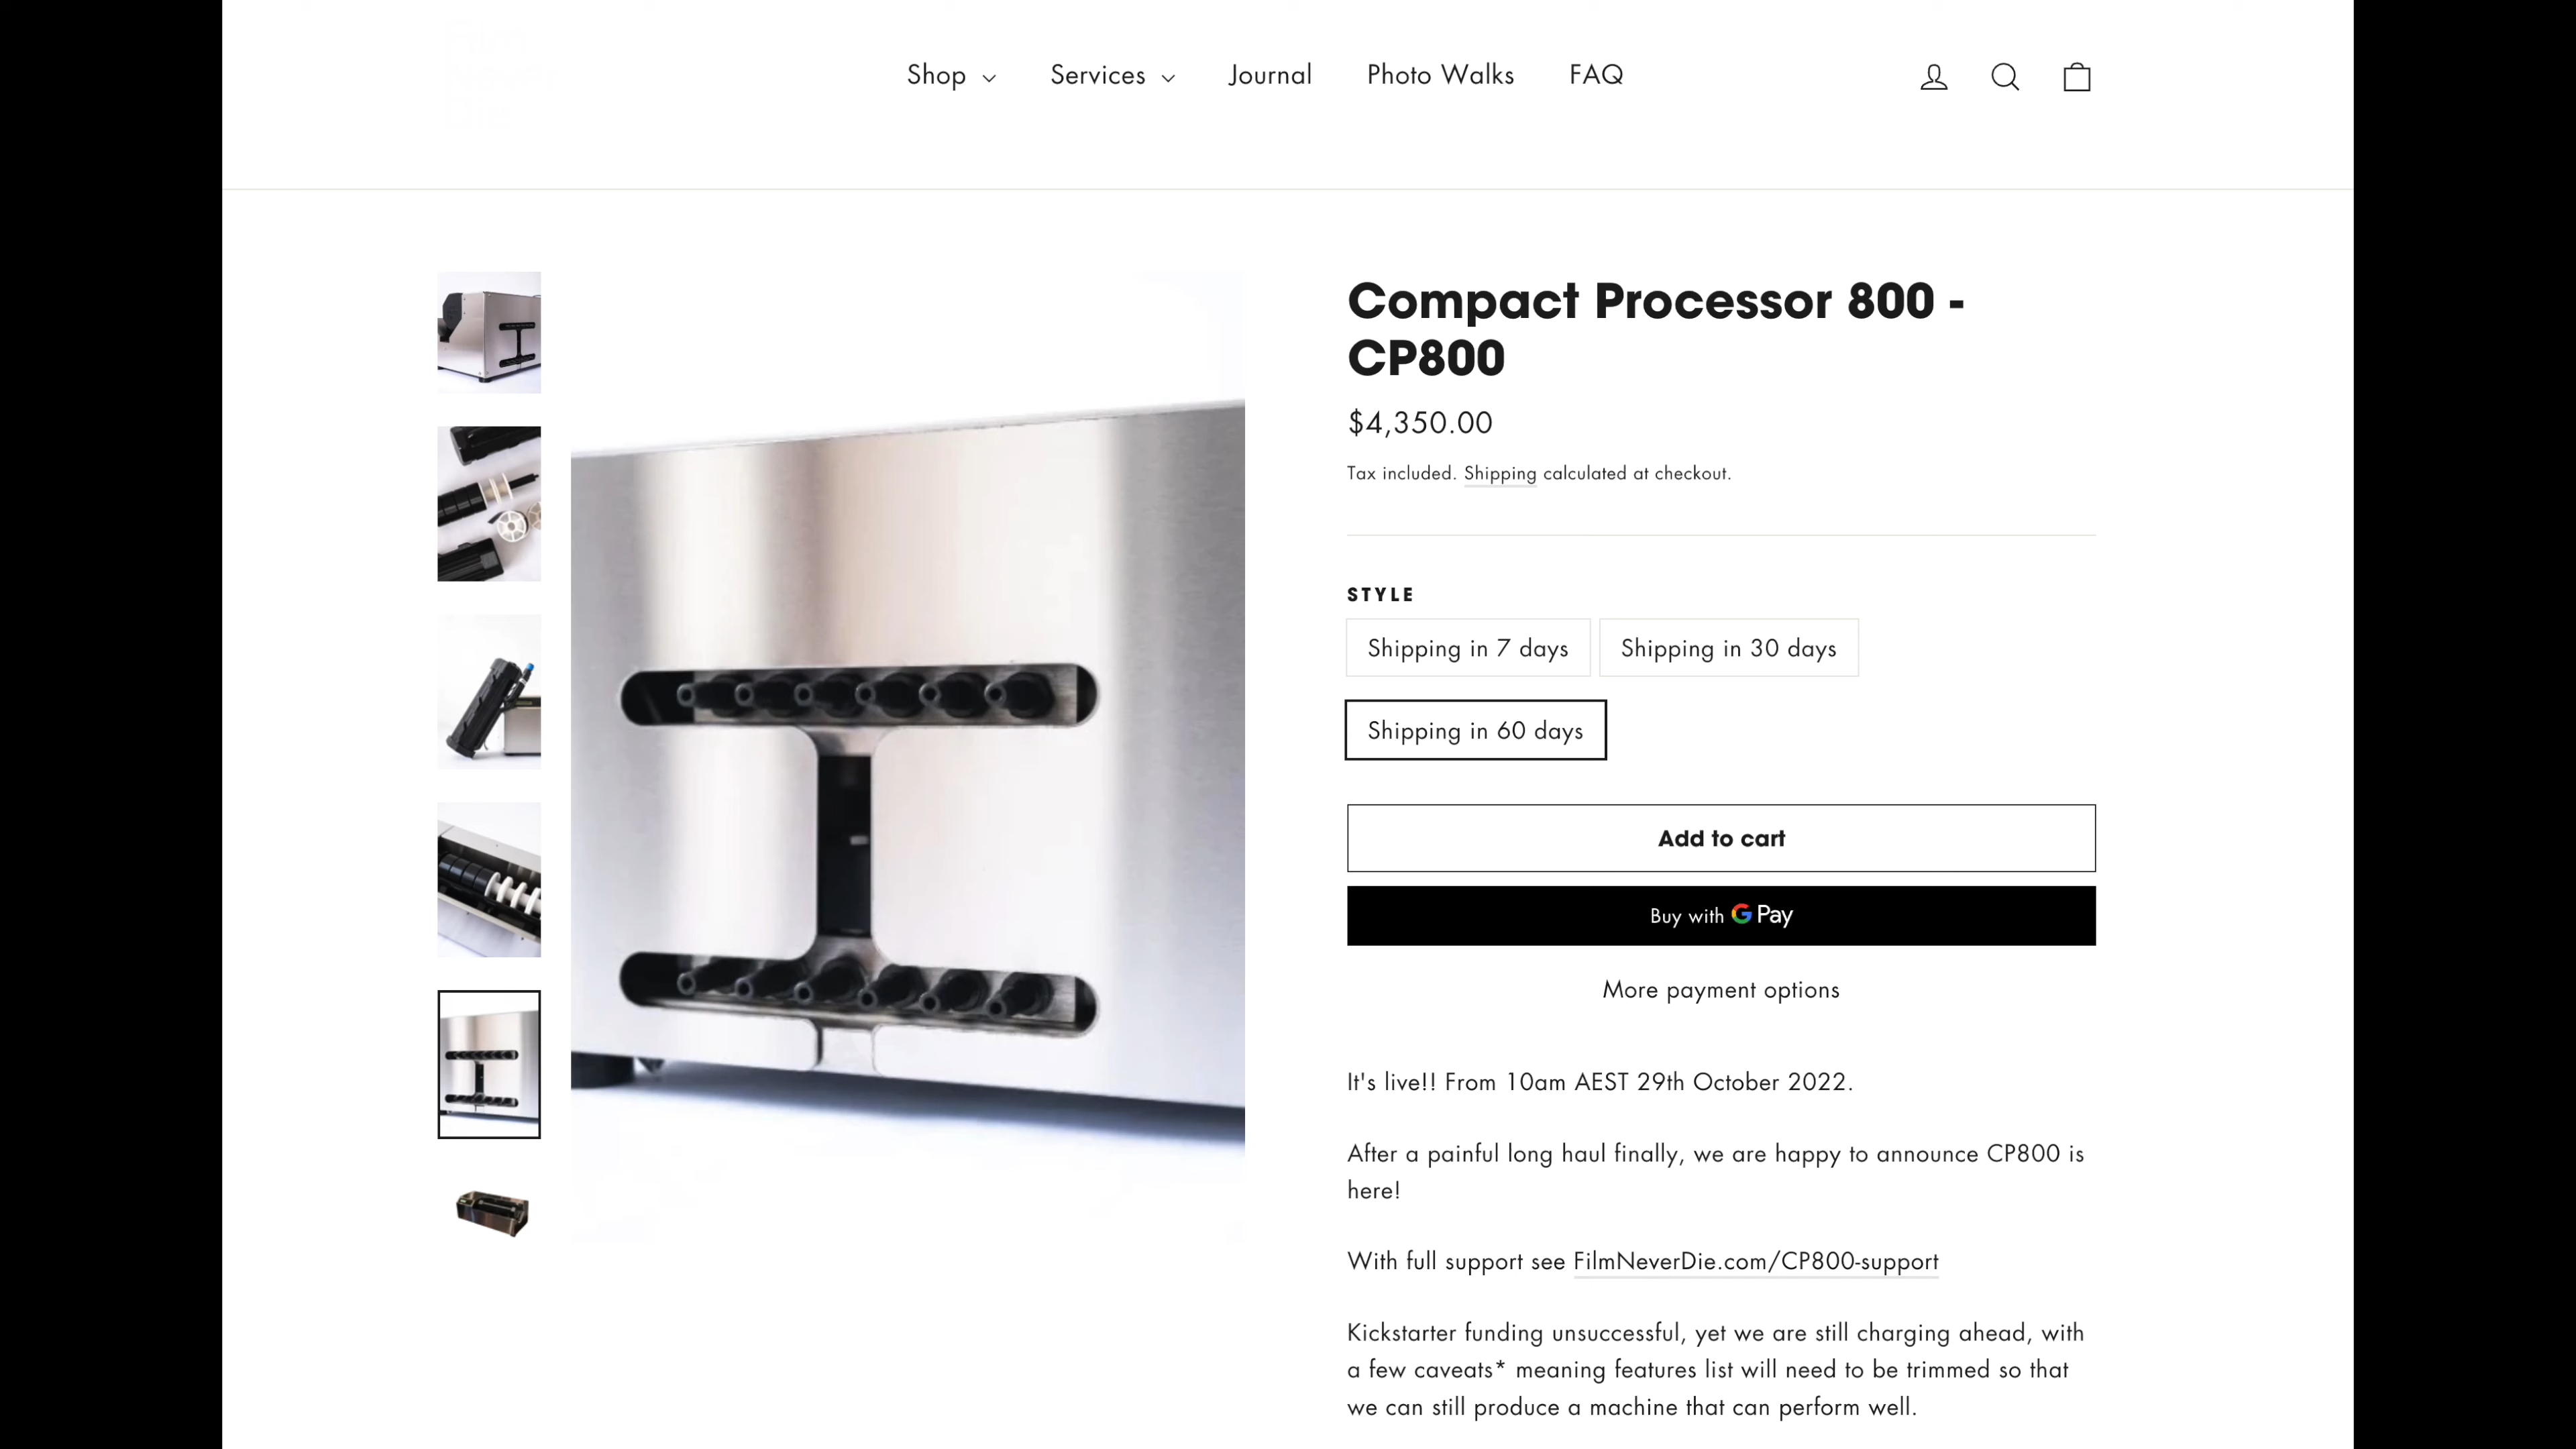 Shop
Services
Journal
Photo Walks
FAQ
Compact Processor 800 -
CP800
$4,350.00
Tax included. Shipping calculated at checkout.
STYLE
Shipping in 7 days
Shipping in 30 days
Shipping in 60 days
Add to cart
Buy with G Pay
More payment options
It's live!! From 10am AEST 29th October 2022.
After a painful long haul finally, we are happy to announce CP800 is
here!
With full support see FilmNeverDie.com/CP800-support
Kickstarter funding unsuccessful, yet we are still charging ahead, with
a few caveats* meaning features list will need to be trimmed so that
we can still produce a machine that can perform well.